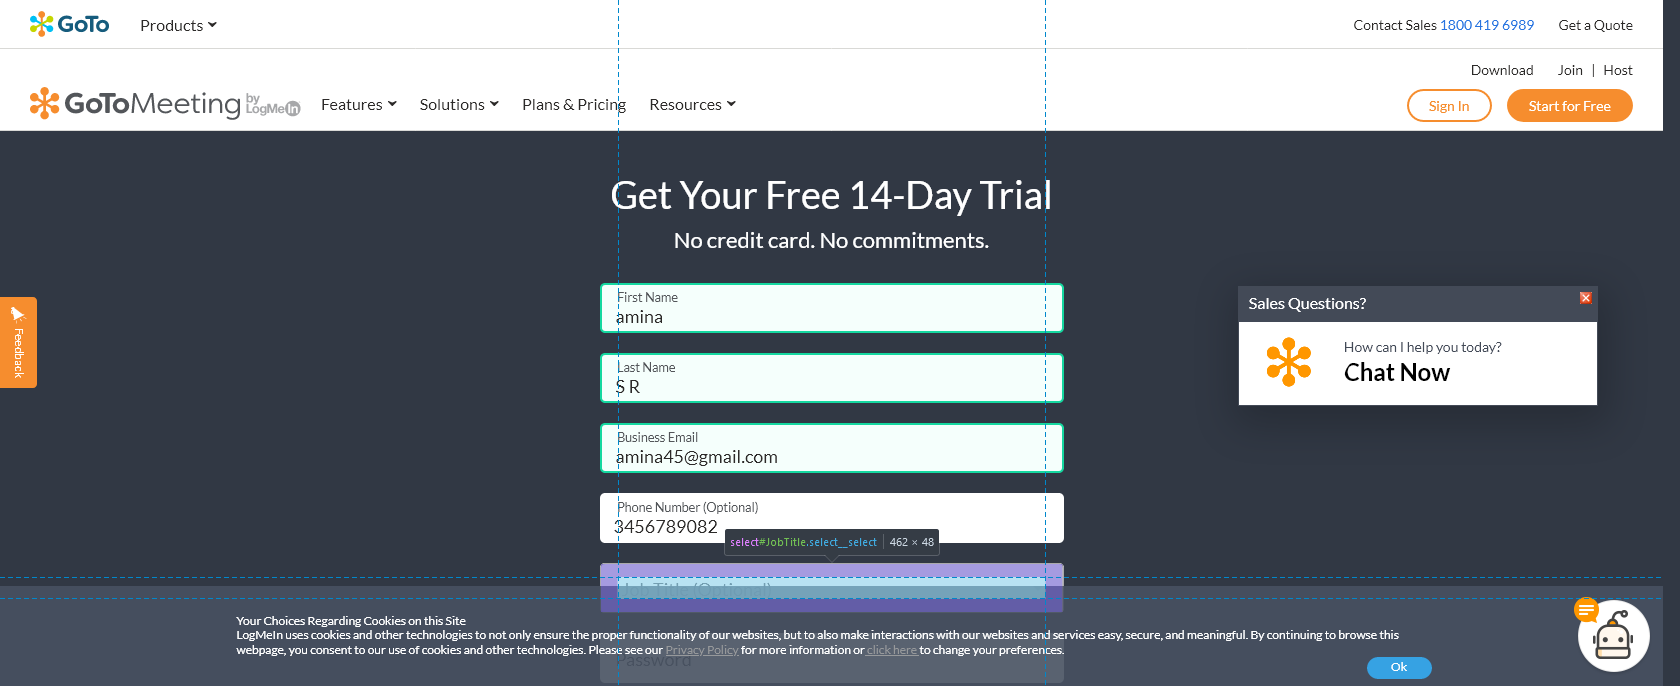 GoTo Products Contact Sales 1800 419 6989 Get a Quote
Download Join | Host
GoToMeeting by LogMeIn Features Solutions Plans & Pricing Resources Sign In Start for Free
Get Your Free 14-Day Trial
No credit card. No commitments.
First Name
amina
Last Name
S R
Business Email
amina45@gmail.com
Phone Number (Optional)
3456789082
select#JobTitle.select__select 462 × 48
Job Title (Optional)
Password
Feedback
Sales Questions?
How can I help you today?
Chat Now
Your Choices Regarding Cookies on this Site
LogMeIn uses cookies and other technologies to not only ensure the proper functionality of our websites, but to also make interactions with our websites and services easy, secure, and meaningful. By continuing to browse this
webpage, you consent to our use of cookies and other technologies. Please see our Privacy Policy for more information or click here to change your preferences.
Ok